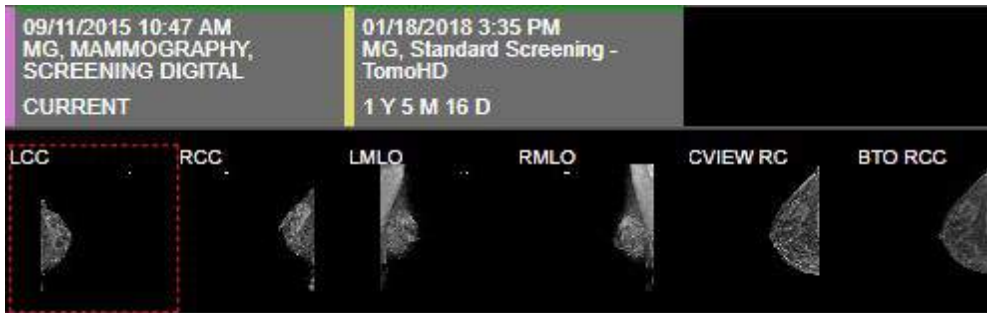 09/11/2015 10:47 AM
MG, MAMMOGRAPHY,
SCREENING DIGITAL
CURRENT
01/18/2018 3:35 PM
MG, Standard Screening -
TomoHD
1 Y 5 M 16 D
LCC RCC LMLO RMLO CVIEW RC BTO RCC